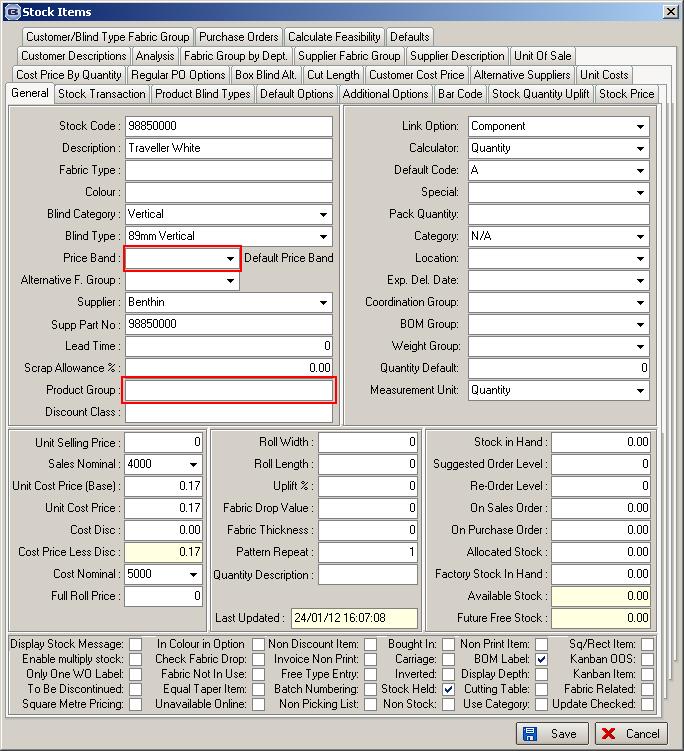 Stock Items
Customer/Blind Type Fabric Group Purchase Orders Calculate Feasibility Defaults
Customer Descriptions Analysis Fabric Group by Dept. Supplier Fabric Group Supplier Description Unit Of Sale
Cost Price By Quantity Regular PO Options Box Blind Alt. Cut Length Customer Cost Price Alternative Suppliers Unit Costs
General Stock Transaction Product Blind Types Default Options Additional Options Bar Code Stock Quantity Uplift Stock Price
Stock Code : 98850000
Description : Traveller White
Fabric Type :
Colour :
Blind Category : Vertical
Blind Type : 89mm Vertical
Price Band : Default Price Band
Alternative F. Group :
Supplier : Benthin
Supp Part No : 98850000
Lead Time : 0
Scrap Allowance % : 0.00
Product Group :
Discount Class :
Link Option: Component
Calculator: Quantity
Default Code: A
Special:
Pack Quantity:
Category: N/A
Location:
Exp. Del. Date:
Coordination Group:
BOM Group:
Weight Group:
Quantity Default: 0
Measurement Unit: Quantity
Unit Selling Price : 0
Sales Nominal : 4000
Unit Cost Price (Base) : 0.17
Unit Cost Price : 0.17
Cost Disc : 0.00
Cost Price Less Disc : 0.17
Cost Nominal : 5000
Full Roll Price : 0
Roll Width : 0
Roll Length : 0
Uplift % : 0
Fabric Drop Value : 0
Fabric Thickness : 0
Pattern Repeat : 1
Quantity Description :
Last Updated : 24/01/12 16:07:08
Stock in Hand : 0.00
Suggested Order Level : 0
Re-Order Level : 0
On Sales Order : 0.00
On Purchase Order : 0.00
Allocated Stock : 0.00
Factory Stock In Hand : 0.00
Available Stock : 0.00
Future Free Stock : 0.00
Display Stock Message: In Colour in Option Non Discount Item: Bought In: Non Print Item: Sq/Rect Item:
Enable multiply stock: Check Fabric Drop: Invoice Non Print: Carriage: BOM Label: Kanban OOS:
Only One WO Label: Fabric Not In Use: Free Type Entry: Inverted: Display Depth: Kanban Item:
To Be Discontinued: Equal Taper Item: Batch Numbering: Stock Held: Cutting Table: Fabric Related:
Square Metre Pricing: Unavailable Online: Non Picking List: Non Stock: Use Category: Update Checked:
Save Cancel